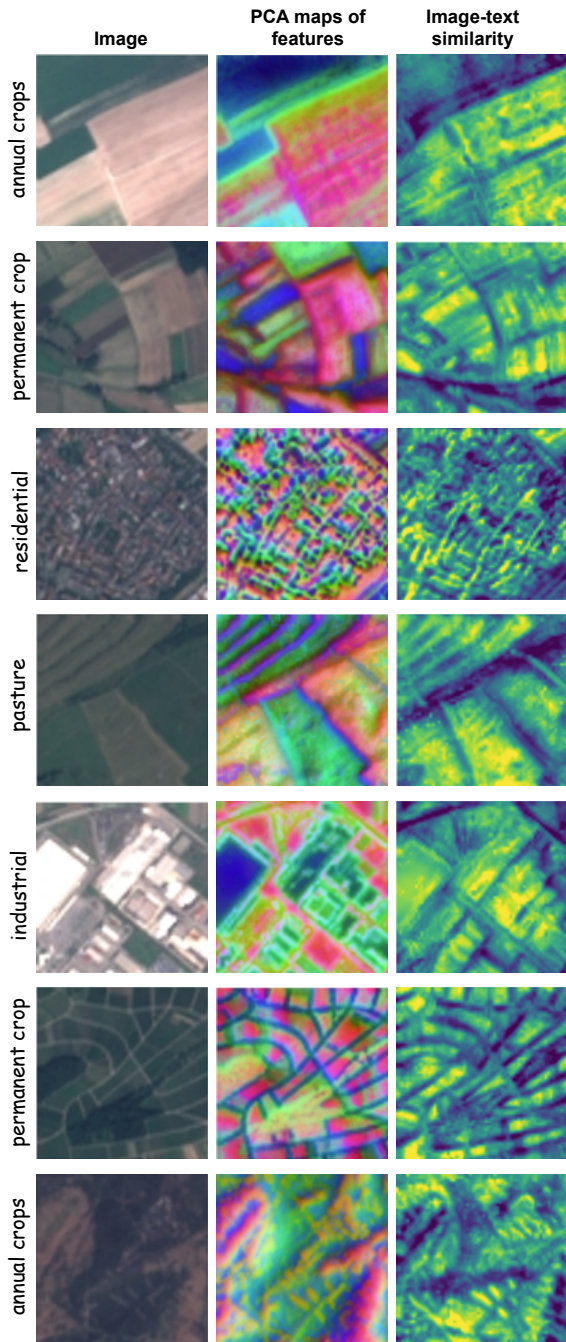 Image
PCA maps of
features
Image-text
similarity
annual crops
permanent crop
residential
pasture
industrial
permanent crop
annual crops